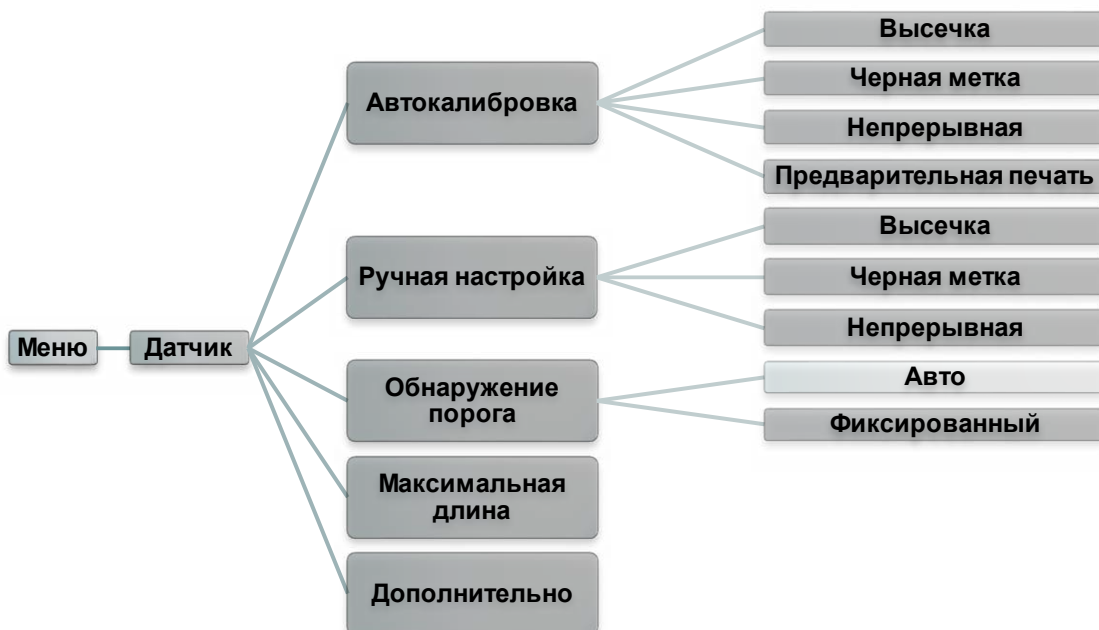 Меню
Датчик
Автокалибровка
Высечка
Черная метка
Непрерывная
Предварительная печать
Ручная настройка
Высечка
Черная метка
Непрерывная
Обнаружение
порога
Авто
Фиксированный
Максимальная
длина
Дополнительно